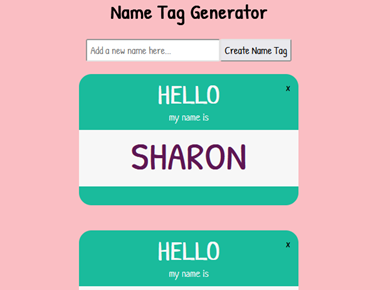 Name Tag Generator
Add a new name here... Create Name Tag
HELLO
x
my name is
SHARON
HELLO
x
my name is